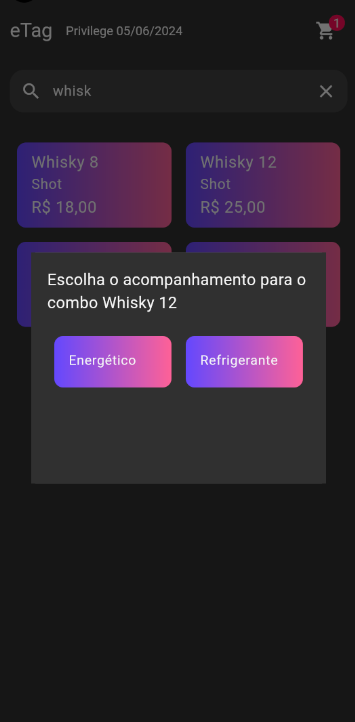 eTag Privilege 05/06/2024 1
whisk
Whisky 8 Whisky 12
Shot Shot
R$ 18,00 R$ 25,00
Escolha o acompanhamento para o
combo Whisky 12
Energético Refrigerante